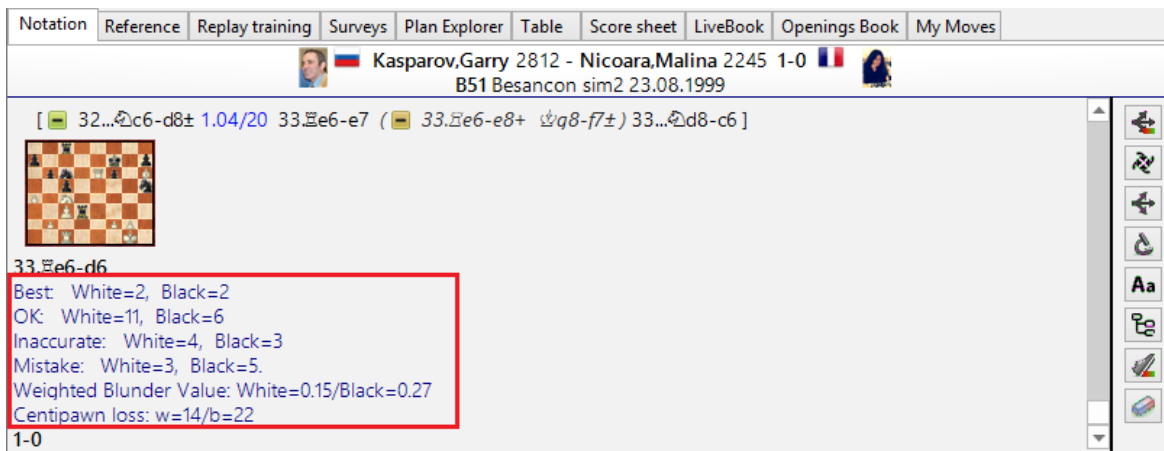 Notation Reference Replay training Surveys Plan Explorer Table Score sheet LiveBook Openings Book My Moves
Kasparov,Garry 2812 - Nicoara,Malina 2245 1-0
B51 Besancon sim2 23.08.1999
[ 32...♘c6-d8± 1.04/20 33.♖e6-e7 ( 33.♖e6-e8+ ♔g8-f7± ) 33...♘d8-c6 ]
33.♖e6-d6
Best: White=2, Black=2
OK: White=11, Black=6
Inaccurate: White=4, Black=3
Mistake: White=3, Black=5.
Weighted Blunder Value: White=0.15/Black=0.27
Centipawn loss: w=14/b=22
1-0
Aa